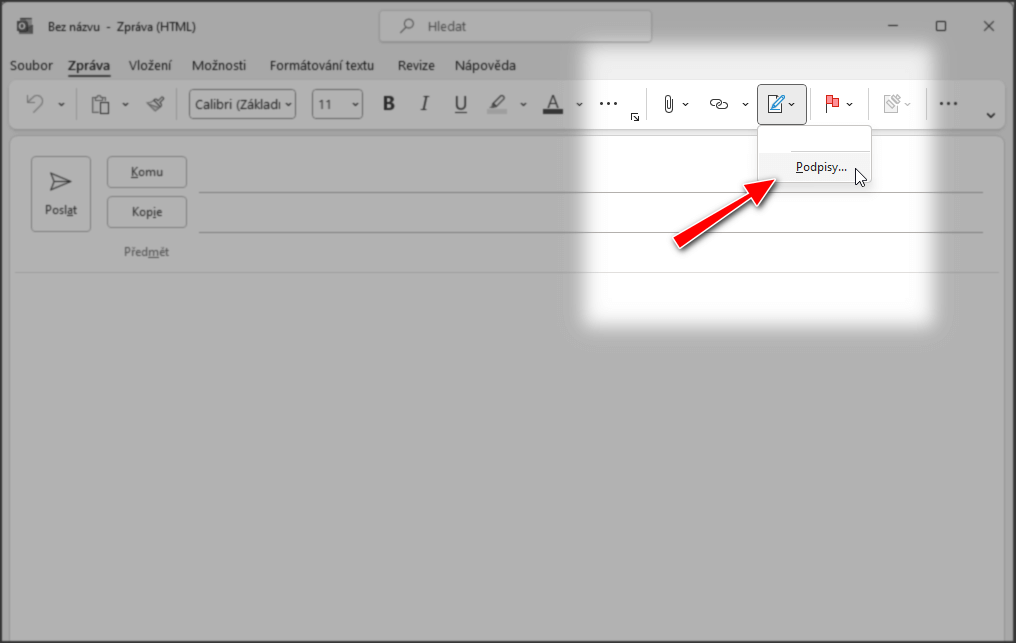 Bez názvu - Zpráva (HTML)
Hledat
Soubor Zpráva Vložení Možnosti Formátování textu Revize Nápověda
Calibri (Základi 11 B I U A
Podpisy...
Poslat
Komu
Kopie
Předmět